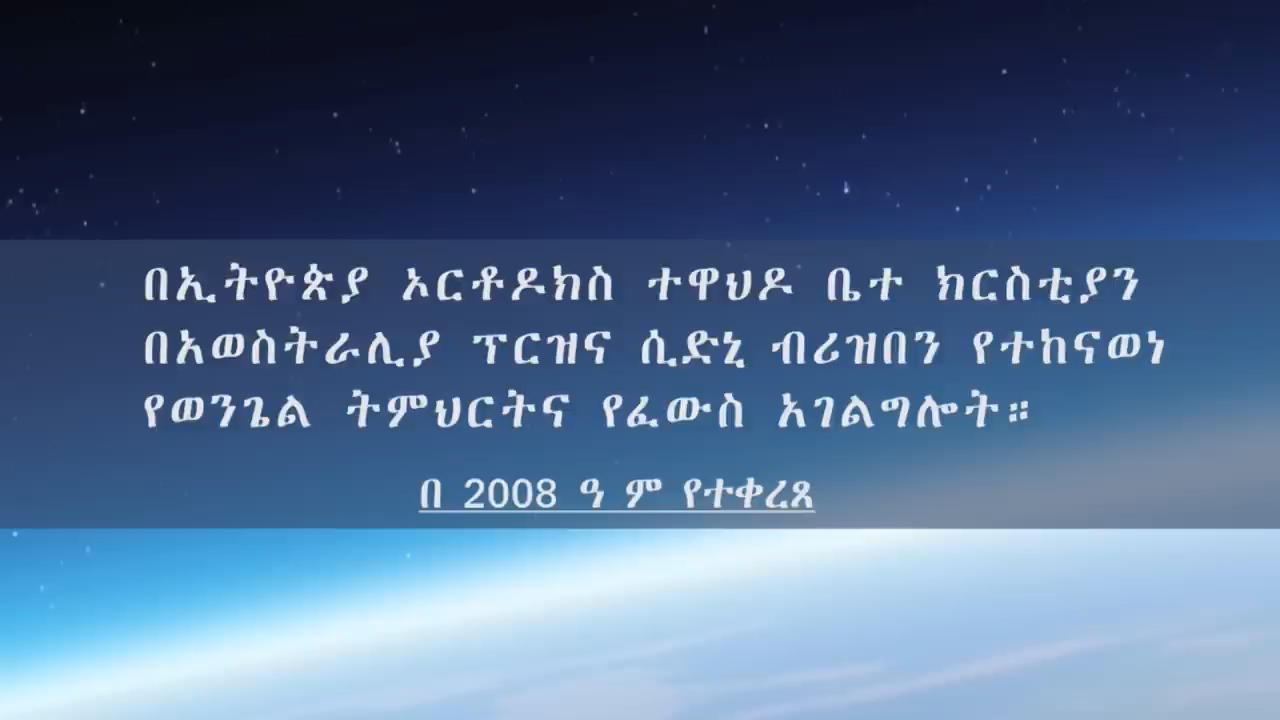 በኢትዮጵያ ኦርቶዶክስ ተዋህዶ ቤተ ክርስቲያን
በአወስትራሊያ ፐርዝና ሲድኒ ብሪዝበን የተከናወነ
የወንጌል ትምህርትና የፈውስ አገልግሎት።
በ 2008 ዓ ም የተቀረጸ